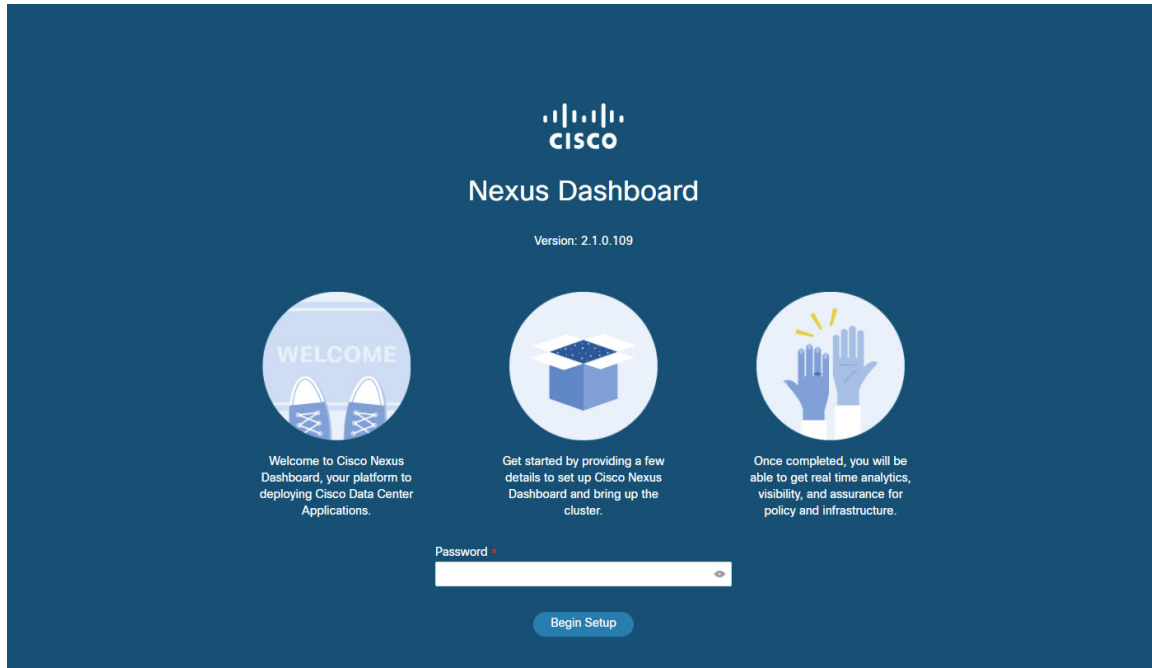 CISCO
Nexus Dashboard
Version: 2.1.0.109
WELCOME
Welcome to Cisco Nexus
Dashboard, your platform to
deploying Cisco Data Center
Applications.
Get started by providing a few
details to set up Cisco Nexus
Dashboard and bring up the
cluster.
Once completed, you will be
able to get real time analytics,
visibility, and assurance for
policy and infrastructure.
Password *
Begin Setup